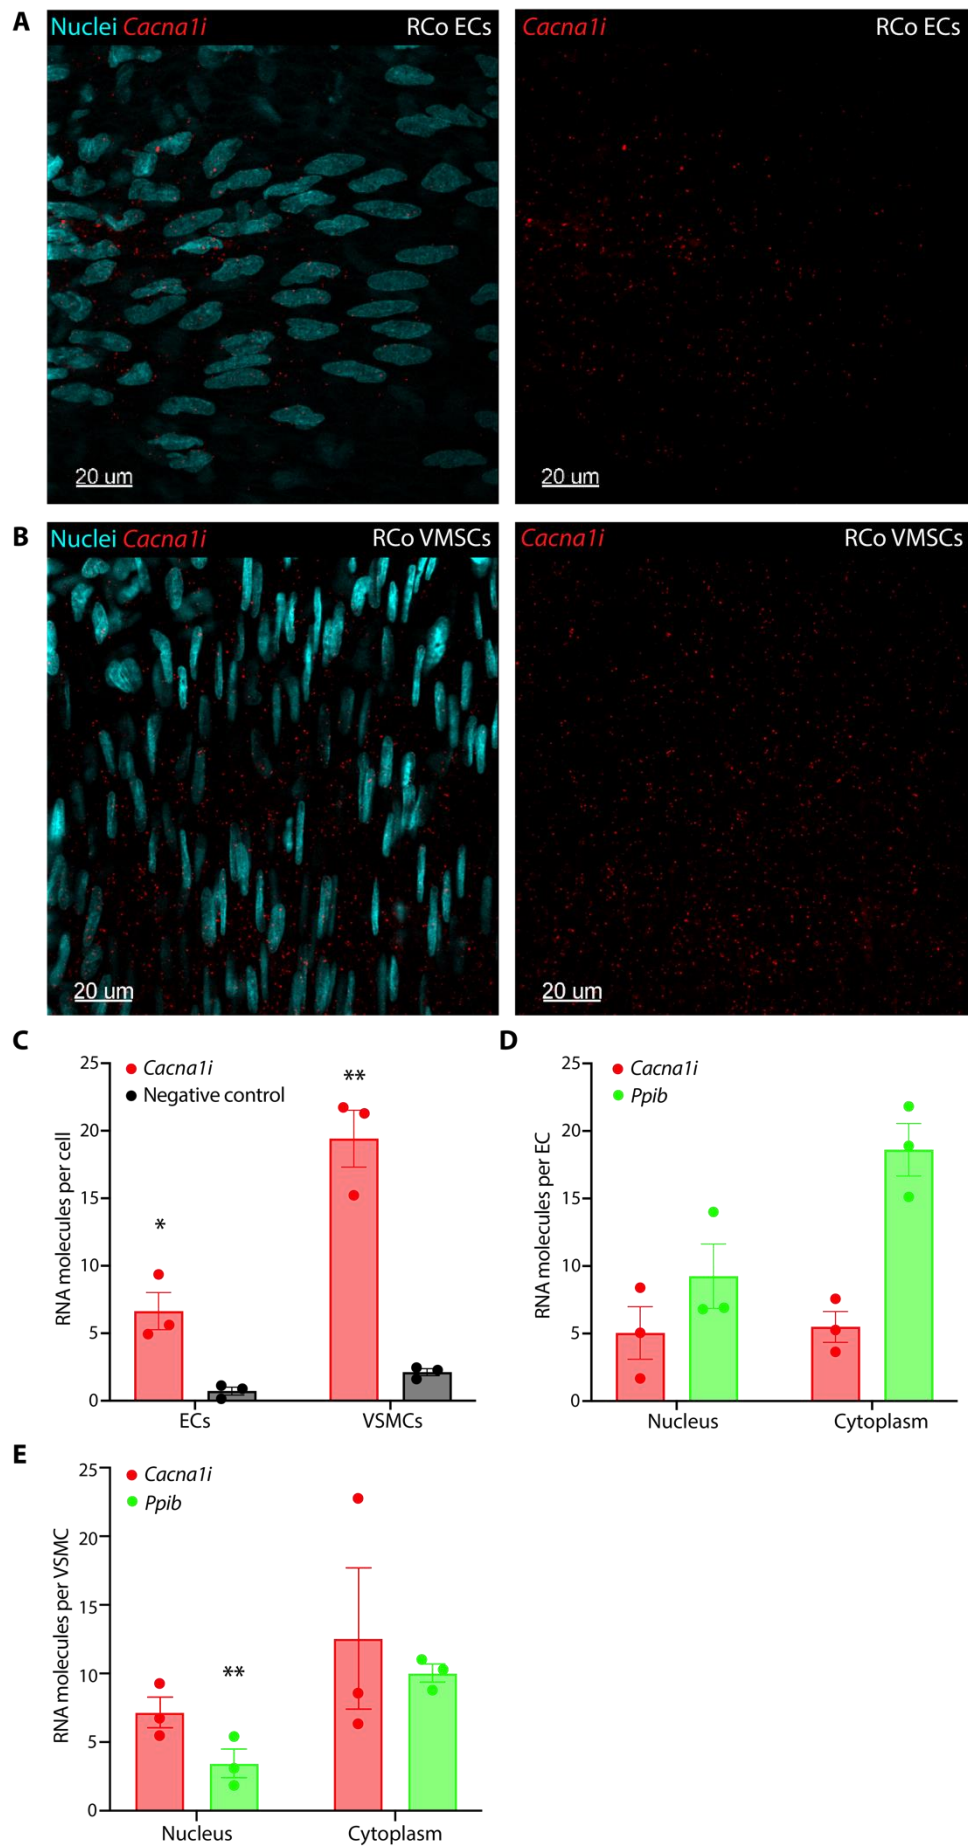 A
Nuclei Cacna1i RCo ECs
Cacna1i RCo ECs
20 um
20 um
B
Nuclei Cacna1i RCo VMSCs
Cacna1i RCo VMSCs
20 um
20 um
C
RNA molecules per cell
25
20
15
10
5
0
Cacna1i
Negative control
*
**
ECs
VSMCs
D
RNA molecules per EC
25
20
15
10
5
0
Cacna1i
Ppib
Nucleus
Cytoplasm
E
RNA molecules per VSMC
25
20
15
10
5
0
Cacna1i
Ppib
**
Nucleus
Cytoplasm